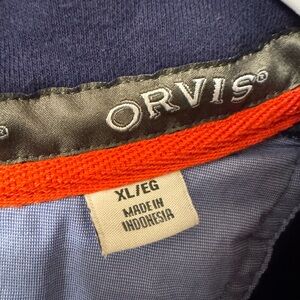 ®
ORVIS®
XL/EG
MADE IN
INDONESIA